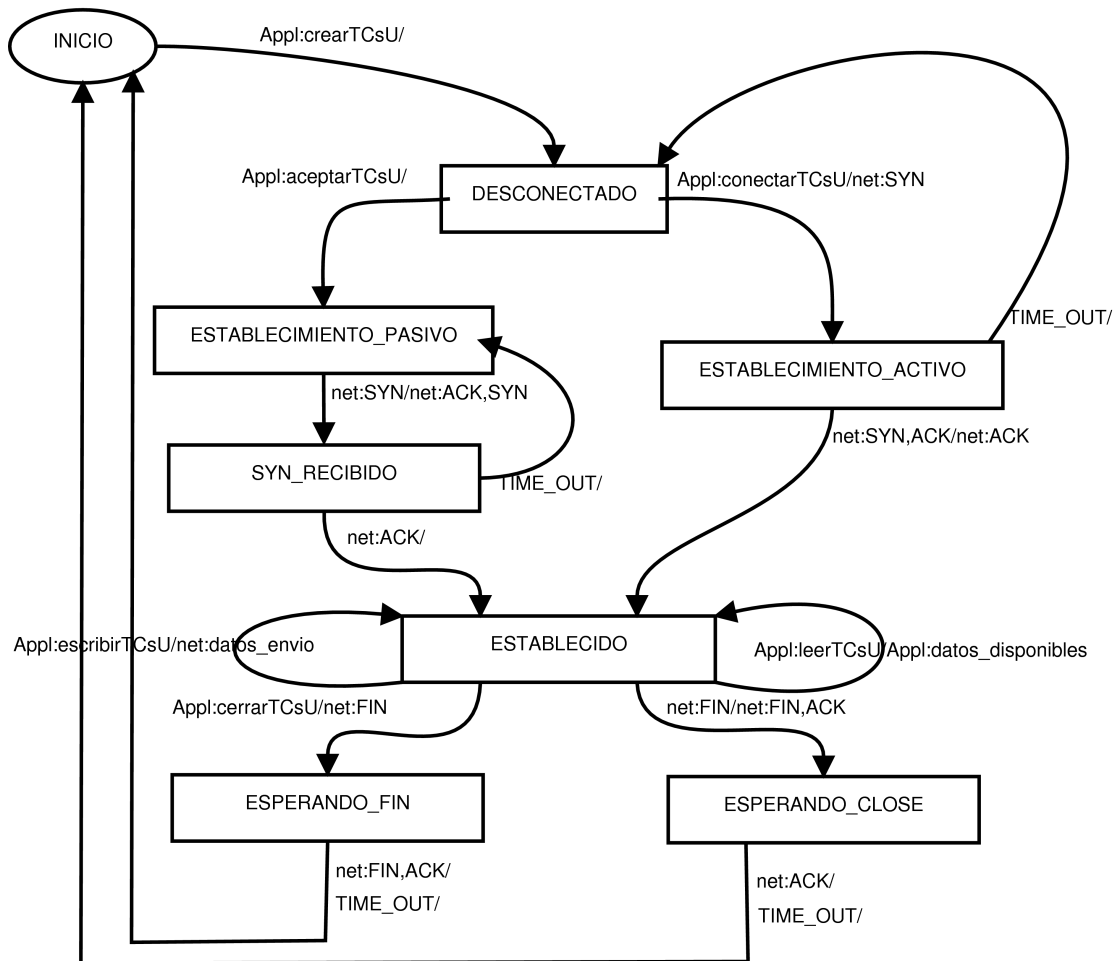 INICIO
Appl:crearTCsU/
Appl:aceptarTCsU/
DESCONECTADO
Appl:conectarTCsU/net:SYN
ESTABLECIMIENTO_PASIVO
TIME_OUT/
ESTABLECIMIENTO_ACTIVO
net:SYN/net:ACK,SYN
net:SYN,ACK/net:ACK
SYN_RECIBIDO
TIME_OUT/
net:ACK/
Appl:escribirTCsU/net:datos_envio
ESTABLECIDO
Appl:leerTCsU/Appl:datos_disponibles
Appl:cerrarTCsU/net:FIN
net:FIN/net:FIN,ACK
ESPERANDO_FIN
ESPERANDO_CLOSE
net:FIN,ACK/
TIME_OUT/
net:ACK/
TIME_OUT/